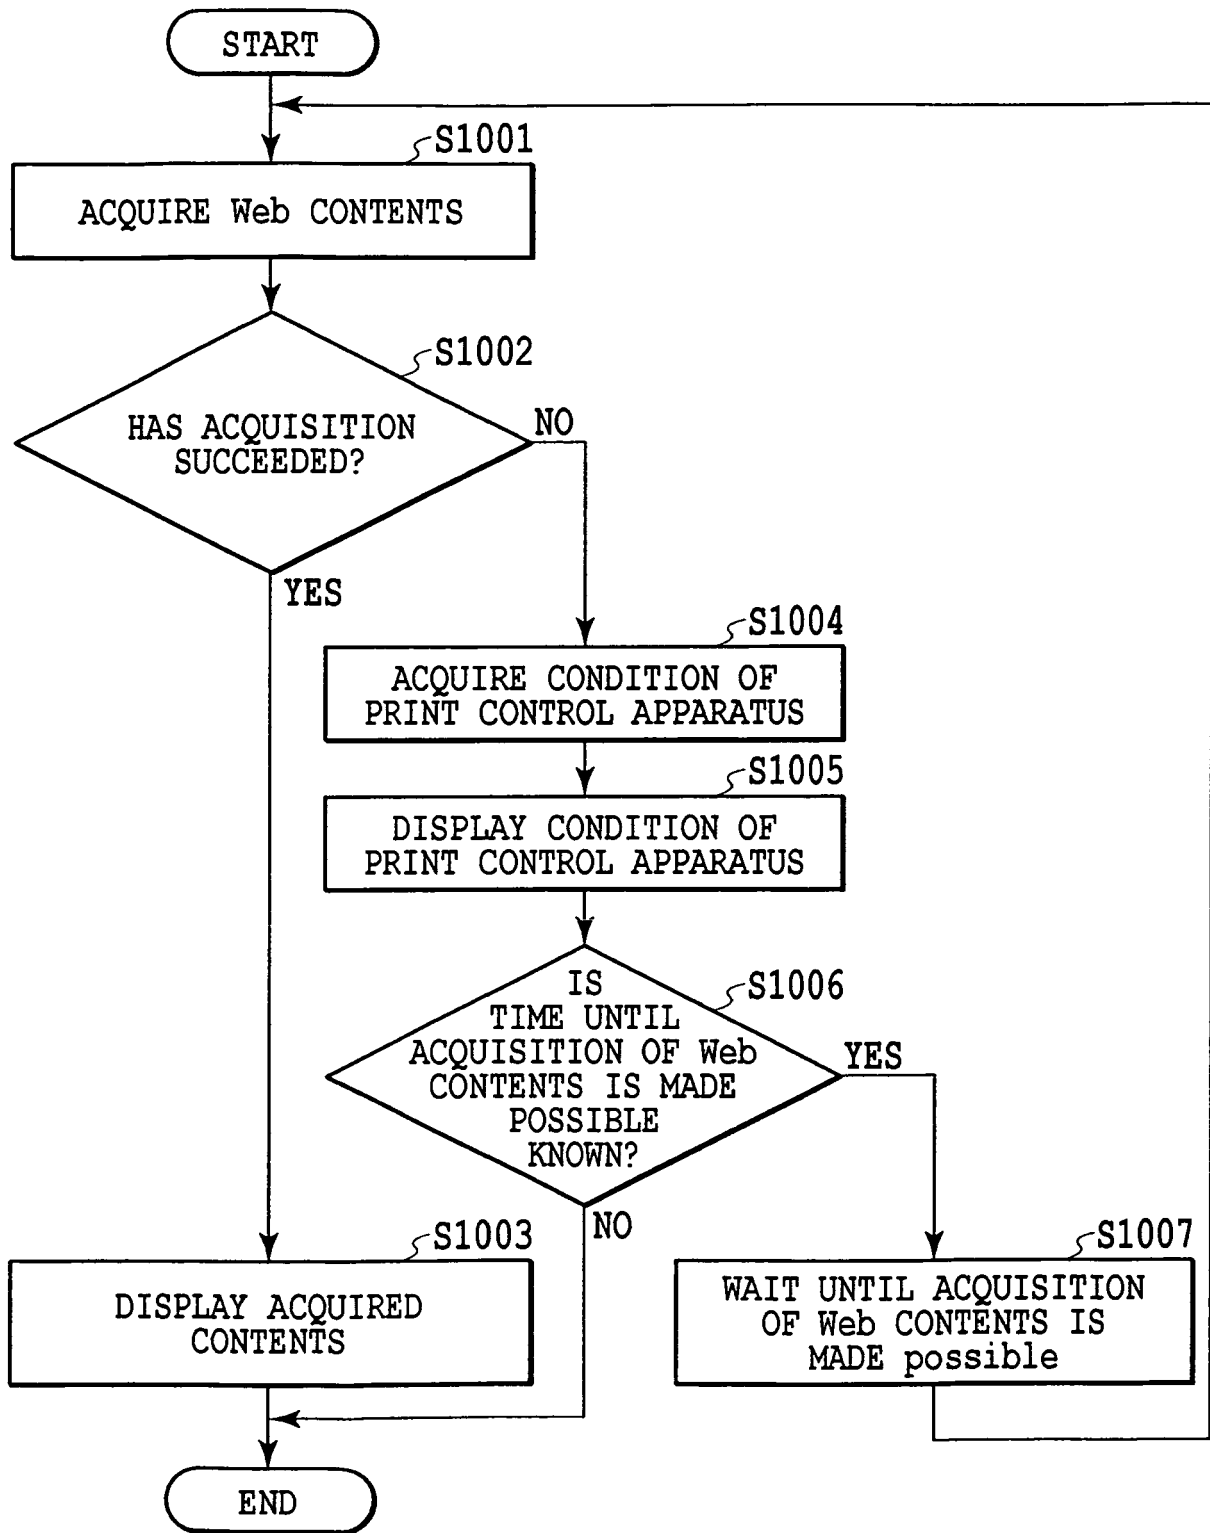 START
S1001
ACQUIRE Web CONTENTS
S1002
HAS ACQUISITION
SUCCEEDED?
NO
YES
S1004
ACQUIRE CONDITION OF
PRINT CONTROL APPARATUS
S1005
DISPLAY CONDITION OF
PRINT CONTROL APPARATUS
S1006
IS
TIME UNTIL
ACQUISITION OF Web
CONTENTS IS MADE
POSSIBLE
KNOWN?
YES
NO
S1003
DISPLAY ACQUIRED
CONTENTS
S1007
WAIT UNTIL ACQUISITION
OF Web CONTENTS IS
MADE possible
END